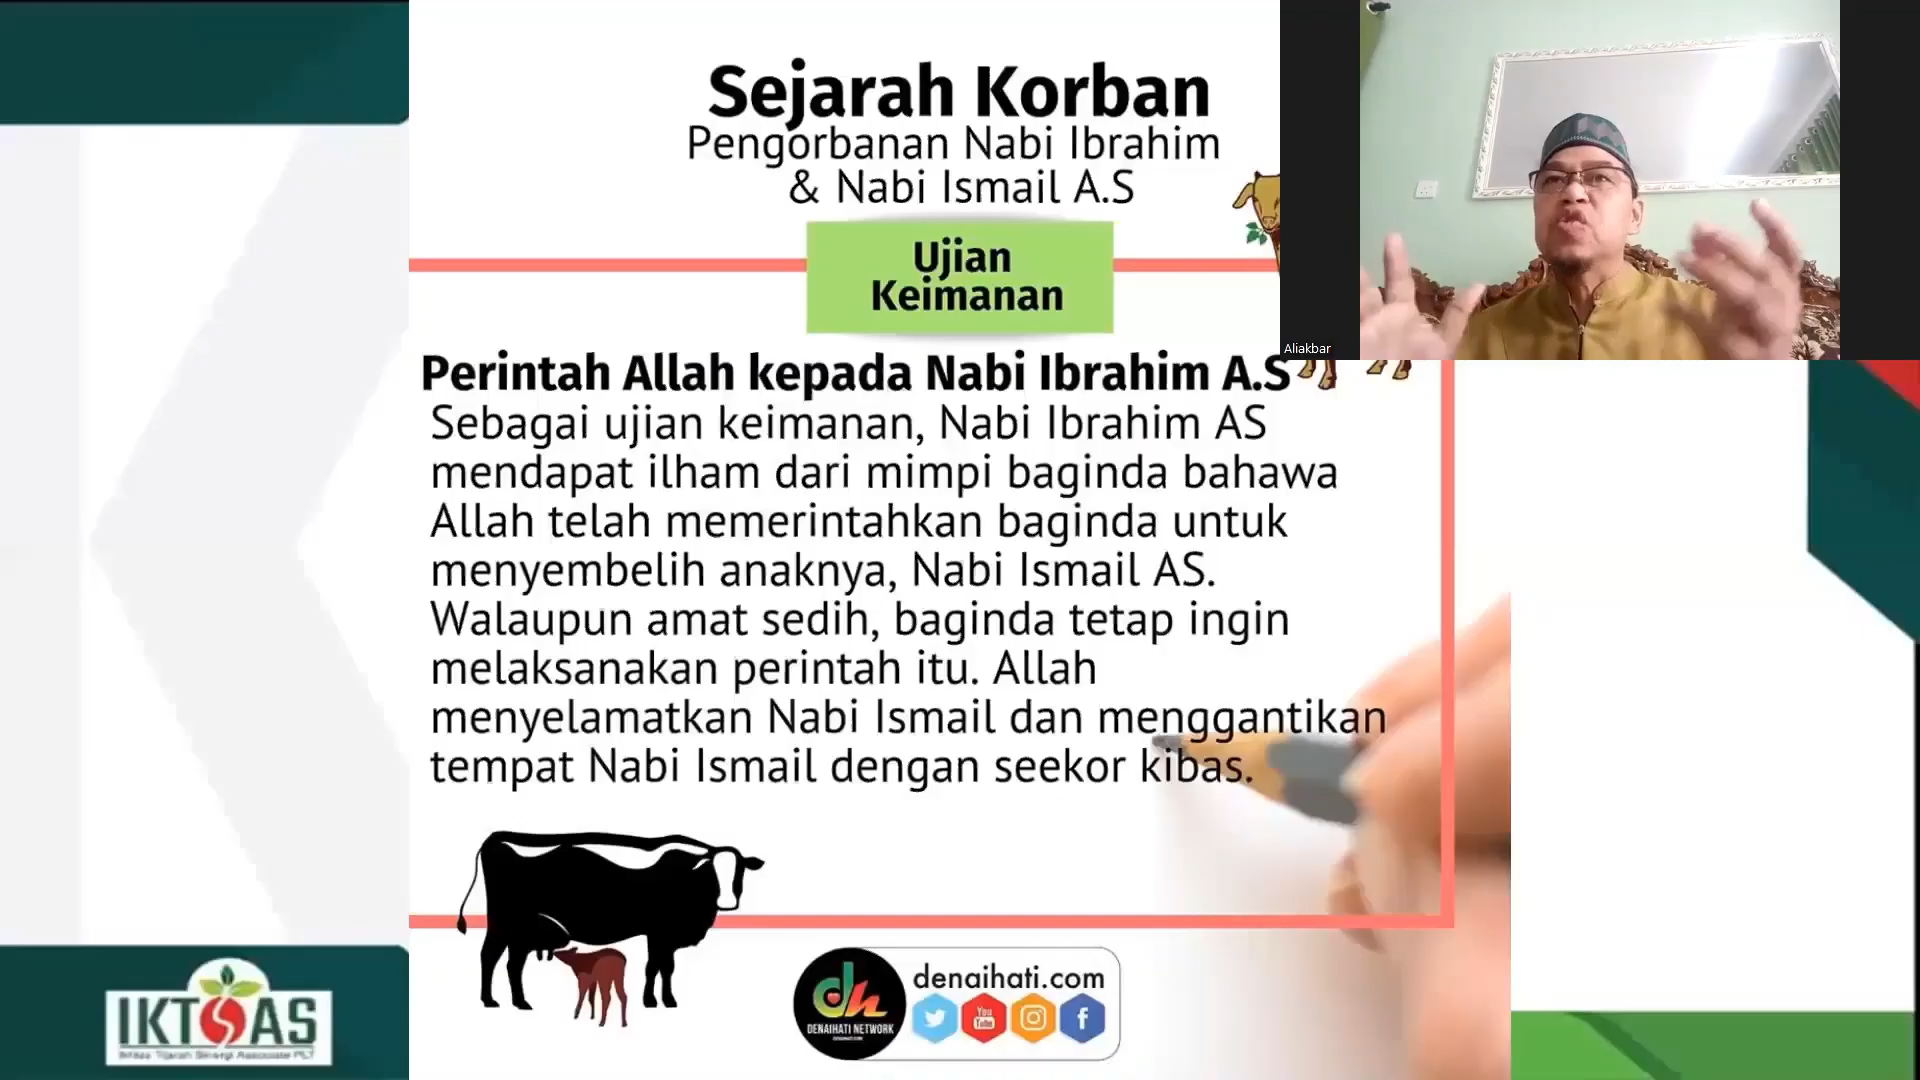 Sejarah Korban
Pengorbanan Nabi Ibrahim
& Nabi Ismail A.S
Ujian
Keimanan
Aliakbar
Perintah Allah kepada Nabi Ibrahim A.S
Sebagai ujian keimanan, Nabi Ibrahim AS
mendapat ilham dari mimpi baginda bahawa
Allah telah memerintahkan baginda untuk
menyembelih anaknya, Nabi Ismail AS.
Walaupun amat sedih, baginda tetap ingin
melaksanakan perintah itu. Allah
menyelamatkan Nabi Ismail dan menggantikan
tempat Nabi Ismail dengan seekor kibas.
IKTSAS
dn
DENAIHATI NETWORK
denaihati.com
You
Tube